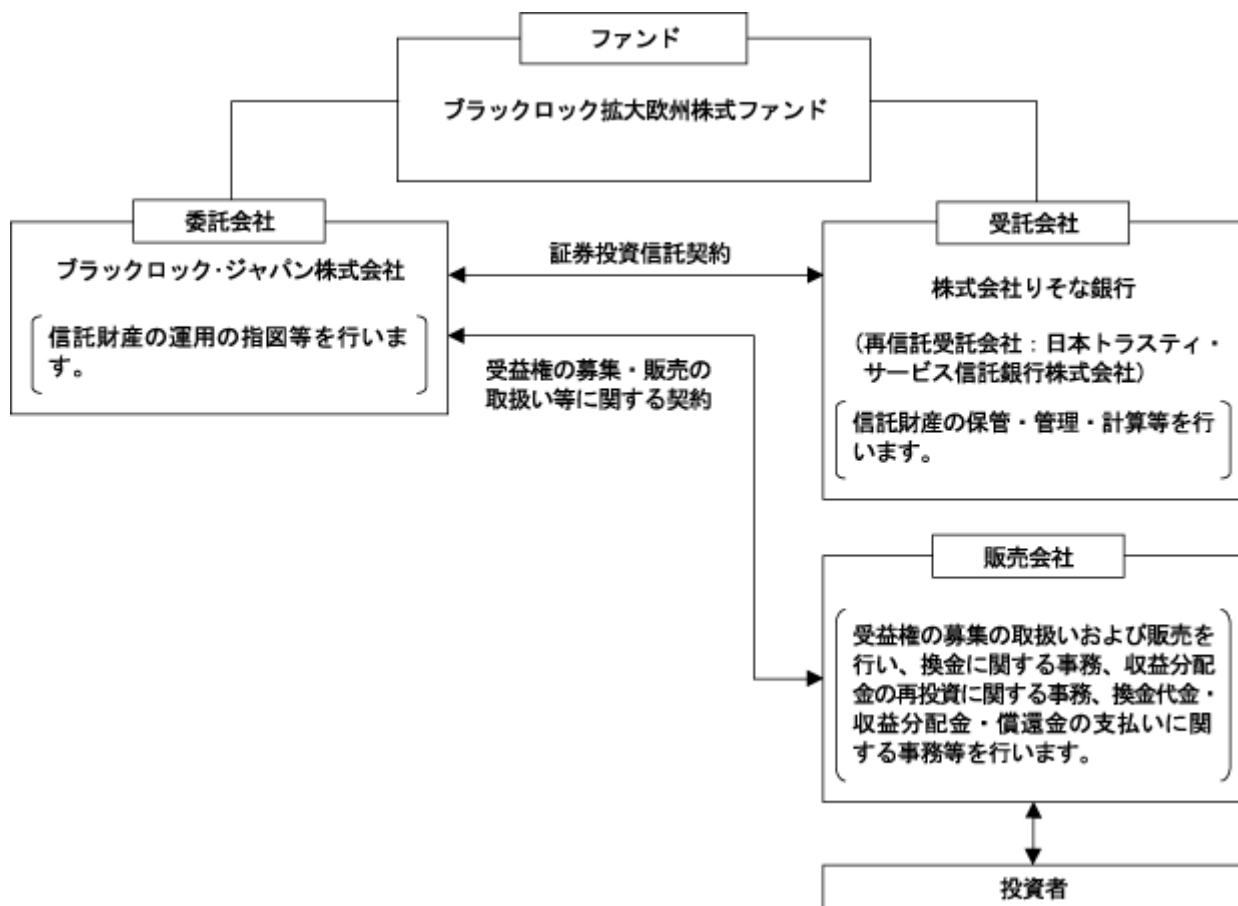 ファンド
ブラックロック拡大欧州株式ファンド
委託会社
ブラックロック・ジャパン株式会社
信託財産の運用の指図等を行いま
す。
証券投資信託契約
受益権の募集・販売の
取扱い等に関する契約
受託会社
株式会社りそな銀行
(再信託受託会社：日本トラスティ・
サービス信託銀行株式会社)
信託財産の保管・管理・計算等を行
います。
販売会社
受益権の募集の取扱いおよび販売を
行い、換金に関する事務、収益分配
金の再投資に関する事務、換金代金・
収益分配金・償還金の支払いに関
する事務等を行います。
投資者